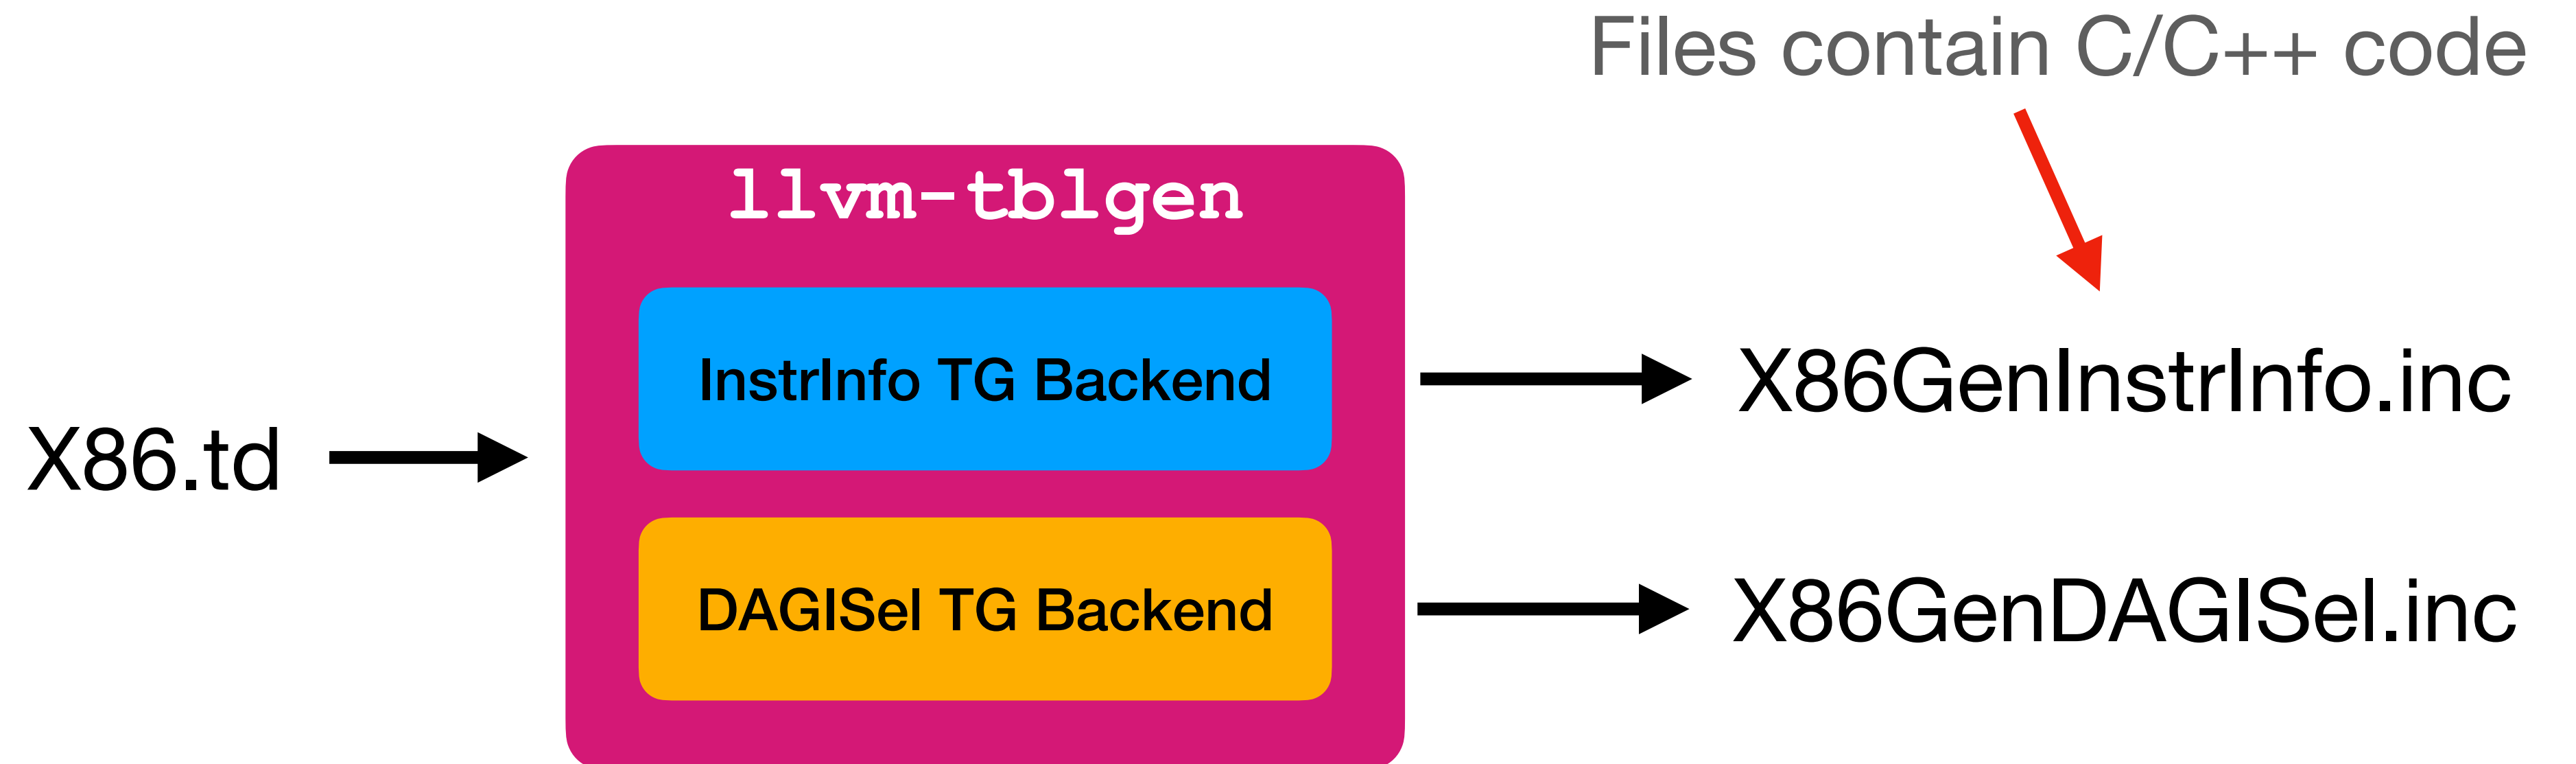 Files contain C/C++ code
llvm-tblgen
InstrInfo TG Backend
X86GenInstrInfo.inc
X86.td
DAGISel TG Backend
X86GenDAGISel.inc